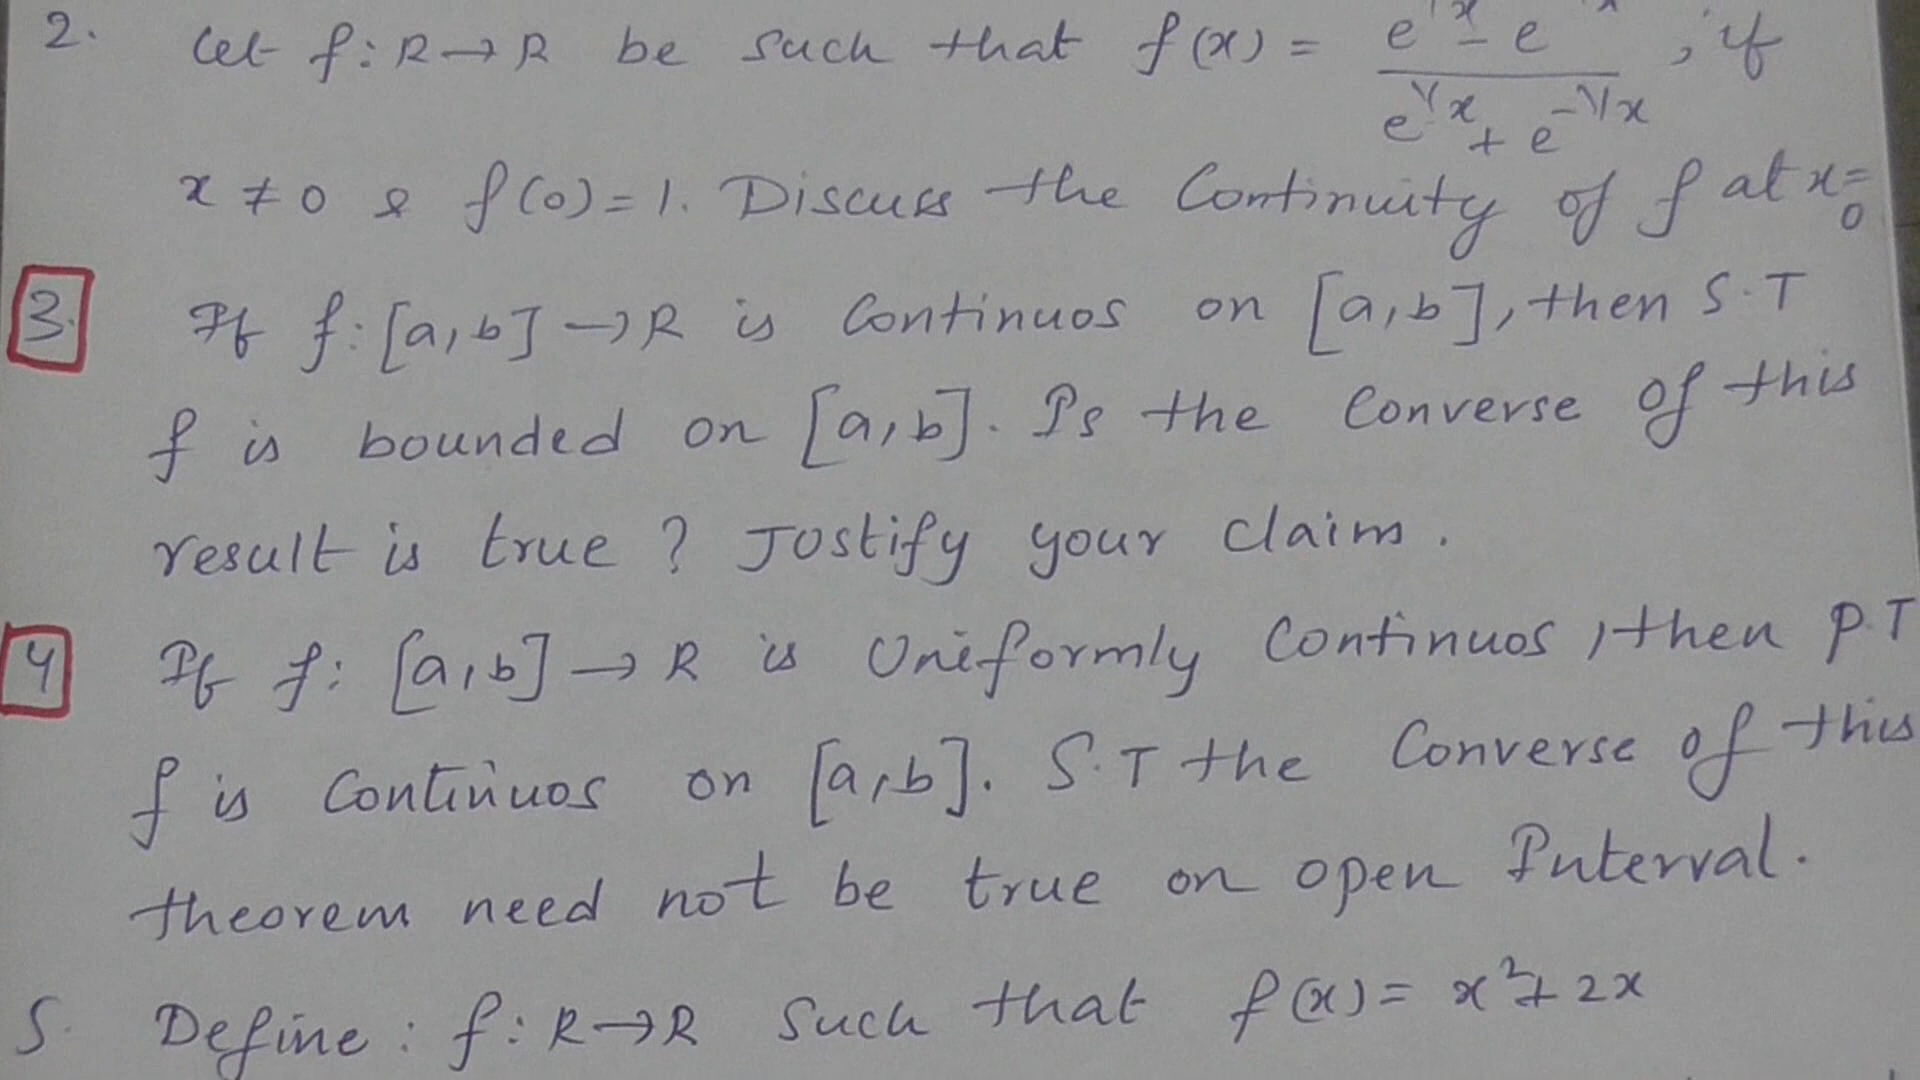 2. Let f: R→R be such that f(x) = (e^1/x - e^-1/x)/(e^1/x + e^-1/x), if
x ≠ 0 & f(0)=1. Discuss the Continuity of f at x=0
3. If f: [a,b]→R is Continuos on [a,b], then S.T
f is bounded on [a,b]. Is the Converse of this
result is true? Jostify your claim.
4 If f: [a,b]→R is Uniformly Continuos, then P.T
f is Continuos on [a,b]. S.T the Converse of this
theorem need not be true on open Interval.
5. Define: f: R→R Such that f(x) = x²+2x